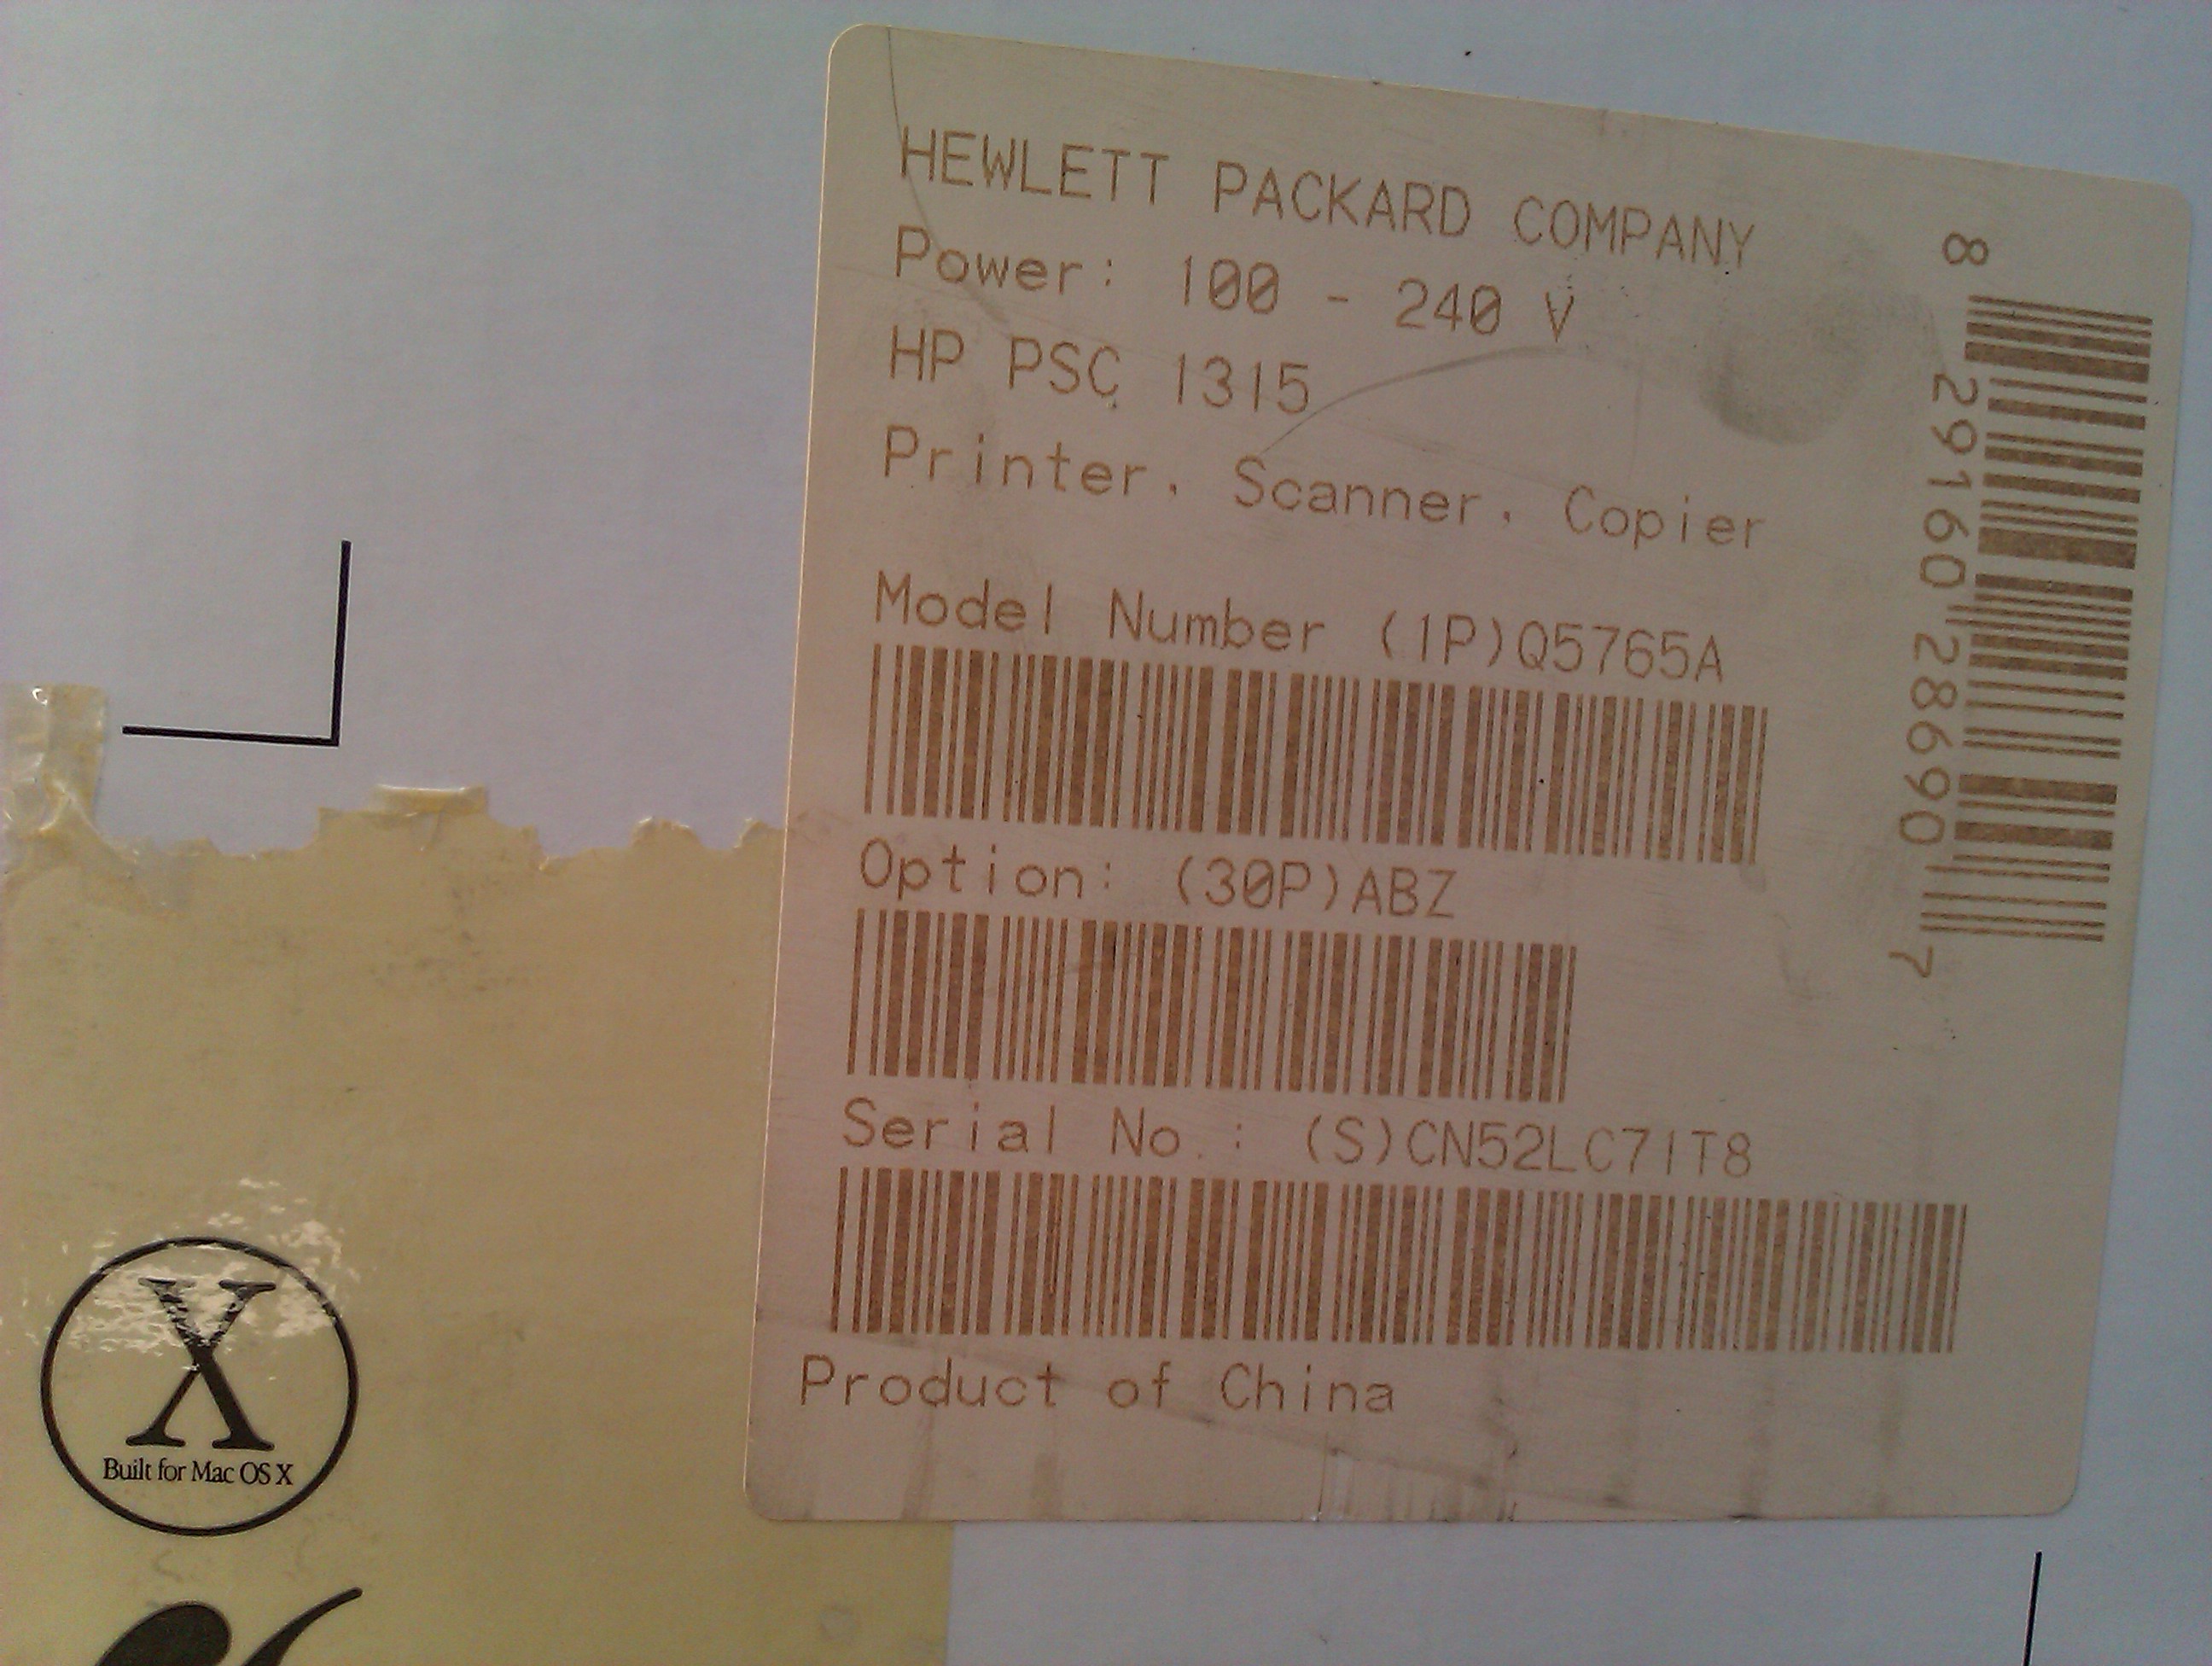 HEWLETT PACKARD COMPANY
Power: 100 - 240 V
HP PSC 1315
Printer, Scanner, Copier
Model Number (1P)Q5765A
Option: (30P)ABZ
Serial No.: (S)CN52LC71T8
Product of China
8 29160 28690 7
X
Built for Mac OS X